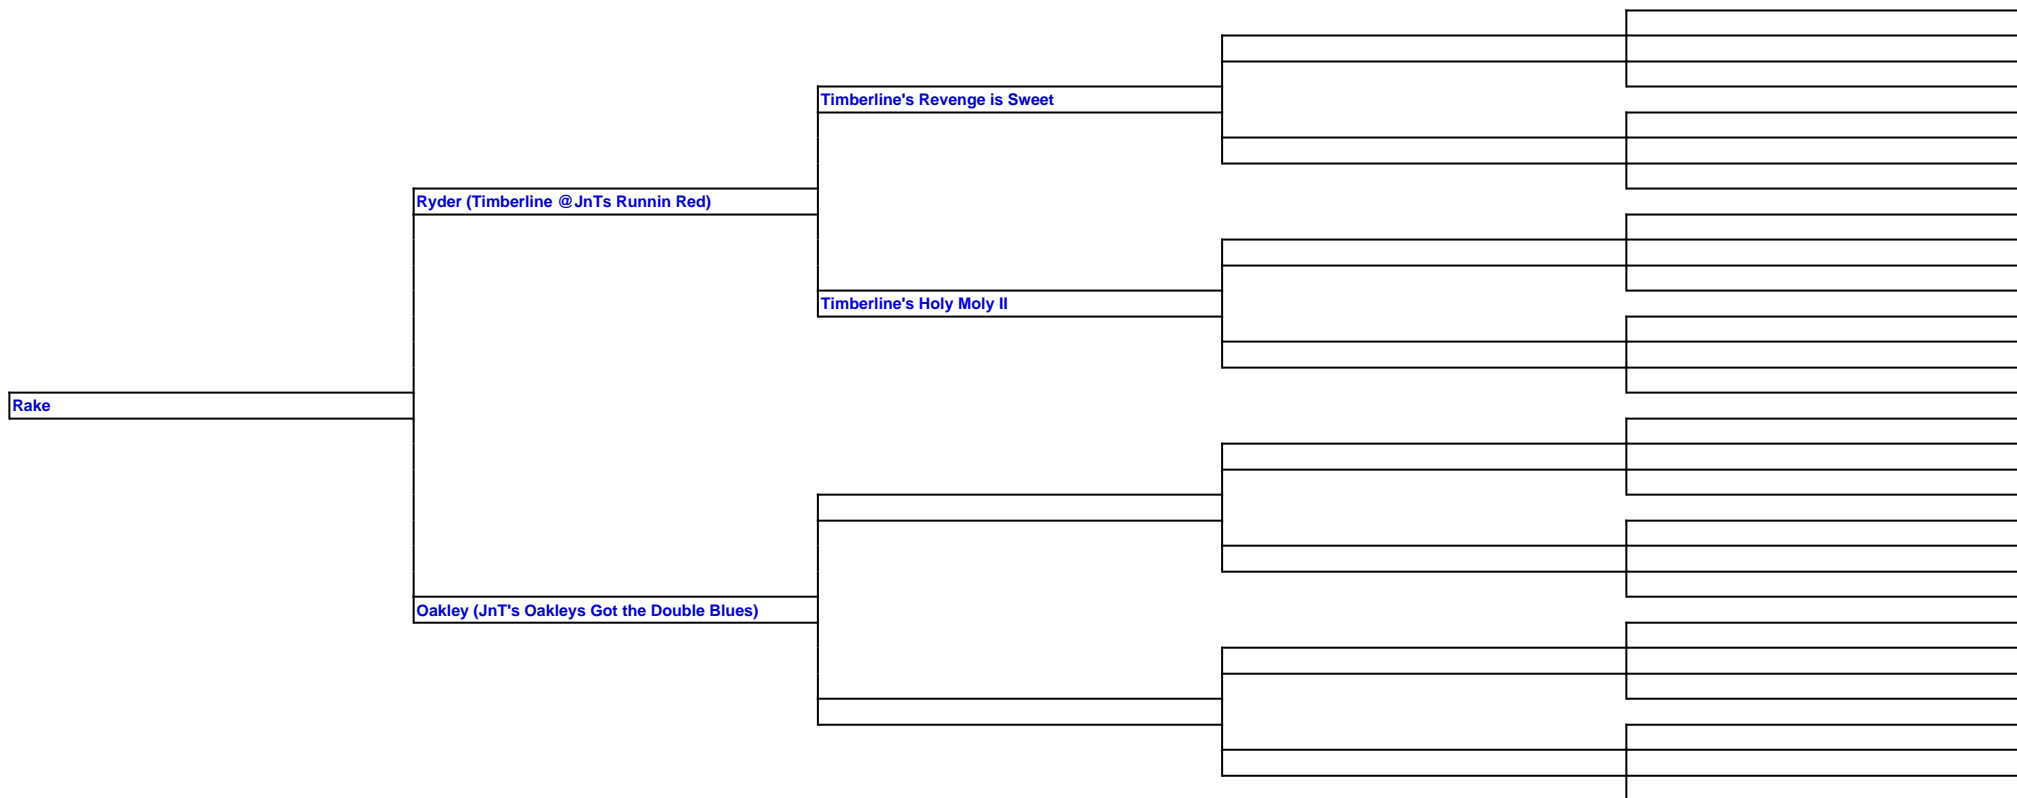 Timberline's Revenge is Sweet
Ryder (Timberline @JnTs Runnin Red)
Timberline's Holy Moly II
Rake
Oakley (JnT's Oakleys Got the Double Blues)